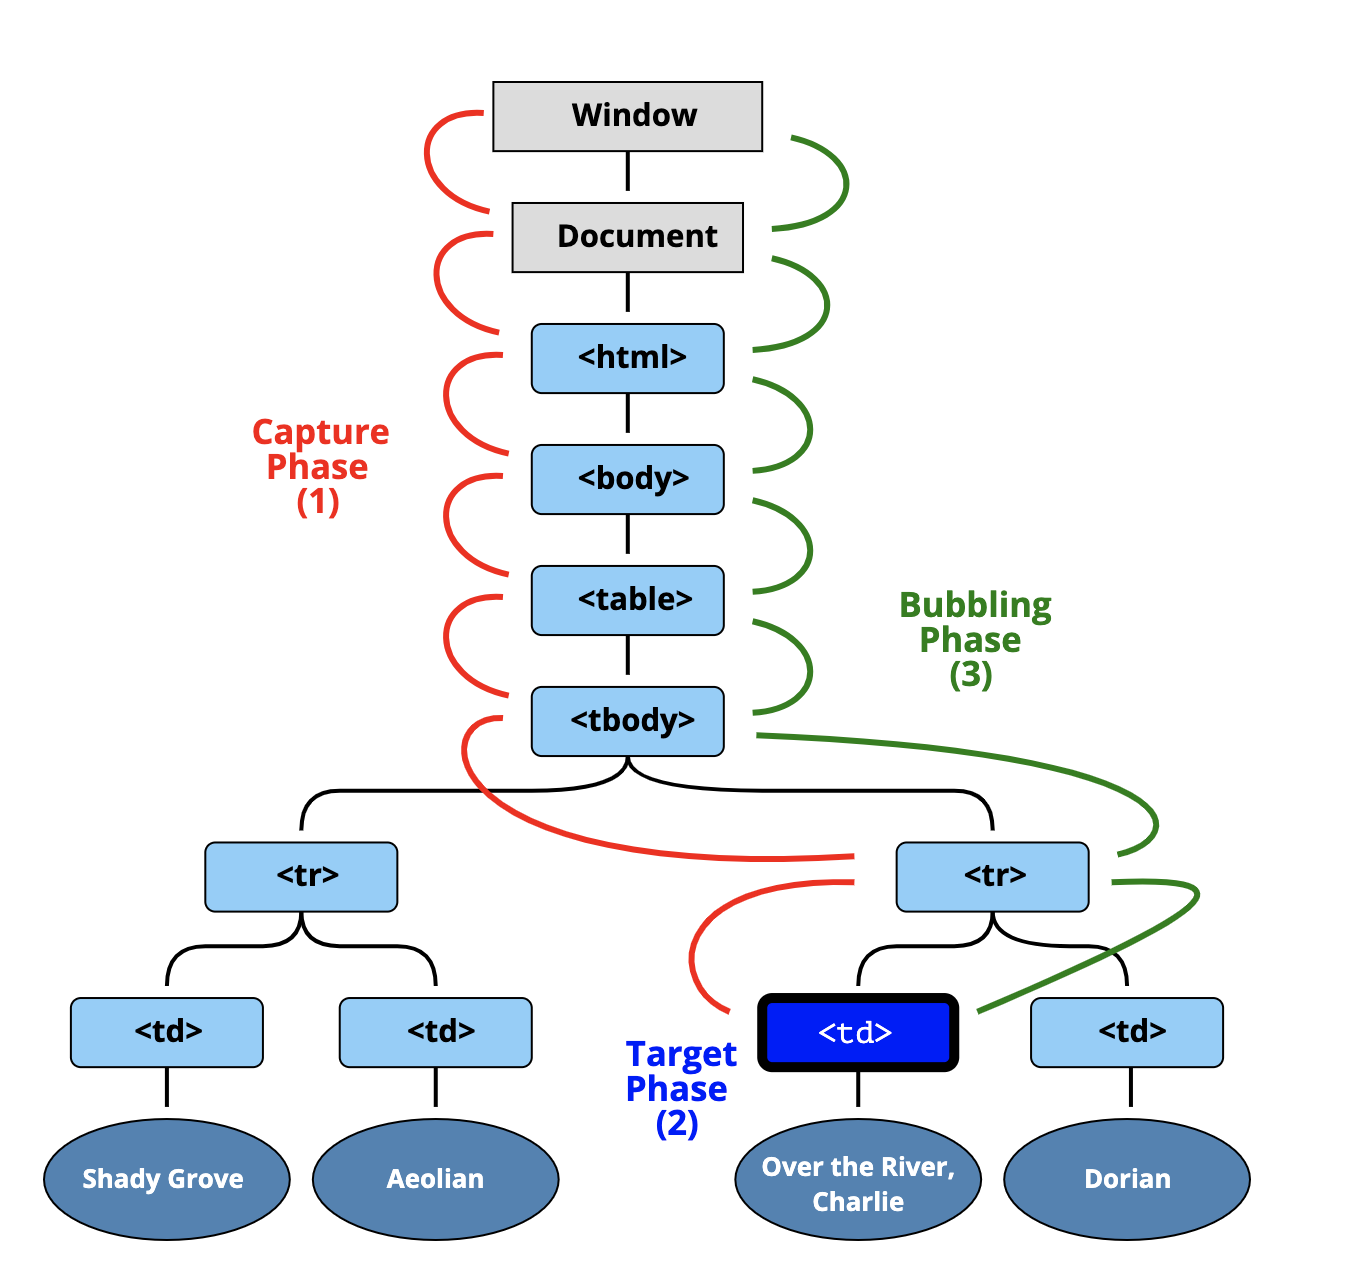 Window
Document
<html>
Capture
Phase
(1)
<body>
<table>
Bubbling
Phase
(3)
<tbody>
<tr>
<tr>
<td>
<td>
<td>
<td>
Target
Phase
(2)
Shady Grove
Aeolian
Over the River,
Charlie
Dorian